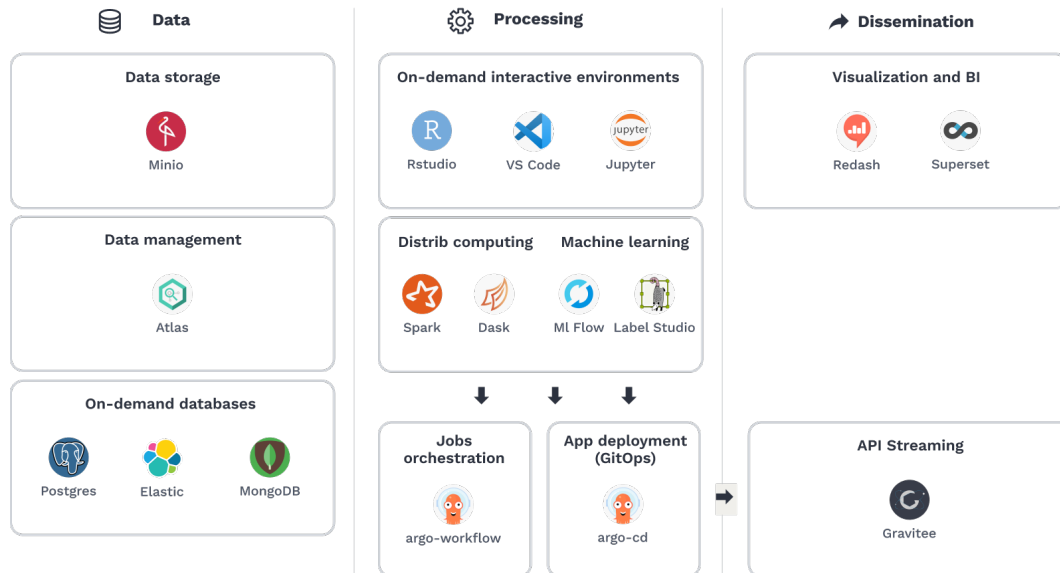 Data
Processing
Dissemination
Data storage
Minio
Data management
Atlas
On-demand databases
Postgres
Elastic
MongoDB
On-demand interactive environments
R
jupyter
Rstudio
VS Code
Jupyter
Distrib computing
Machine learning
Spark
Dask
Ml Flow
Label Studio
Jobs
orchestration
argo-workflow
App deployment
(GitOps)
argo-cd
Visualization and BI
Redash
Superset
API Streaming
Gravitee